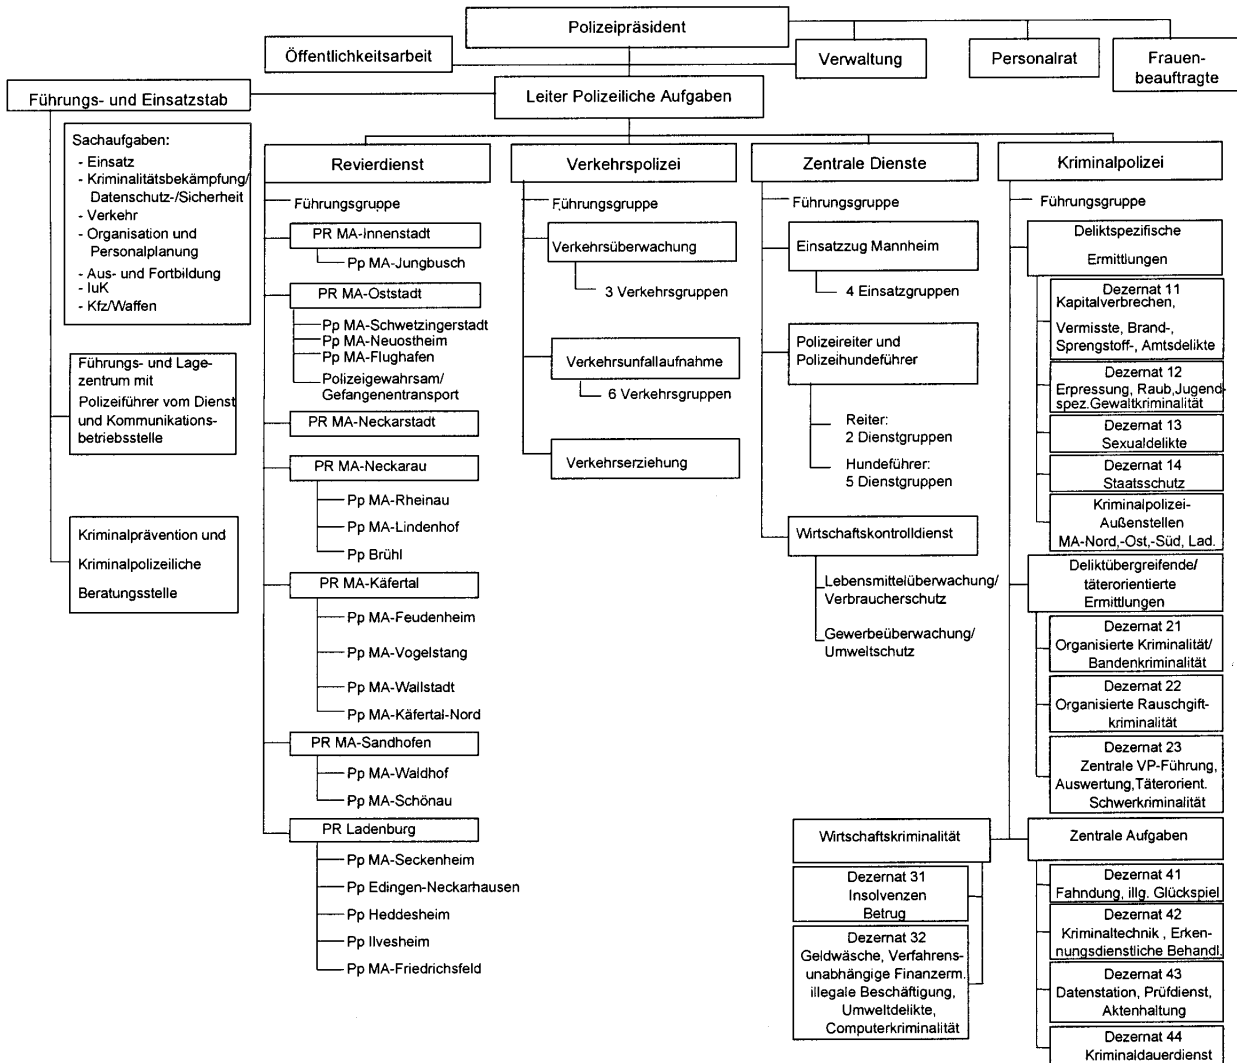 Polizeipräsident
Öffentlichkeitsarbeit
Verwaltung
Personalrat
Frauen-
beauftragte
Führungs- und Einsatzstab
Leiter Polizeiliche Aufgaben
Sachaufgaben:
- Einsatz
- Kriminalitätsbekämpfung/
Datenschutz-/Sicherheit
- Verkehr
- Organisation und
Personalplanung
- Aus- und Fortbildung
- IuK
- Kfz/Waffen
Führungs- und Lage-
zentrum mit
Polizeiführer vom Dienst
und Kommunikations-
betriebsstelle
Kriminalprävention und
Kriminalpolizeiliche
Beratungsstelle
Revierdienst
Führungsgruppe
PR MA-Innenstadt
Pp MA-Jungbusch
PR MA-Oststadt
Pp MA-Schwetzingerstadt
Pp MA-Neuostheim
Pp MA-Flughafen
Polizeigewahrsam/
Gefangenentransport
PR MA-Neckarstadt
PR MA-Neckarau
Pp MA-Rheinau
Pp MA-Lindenhof
Pp Brühl
PR MA-Käfertal
Pp MA-Feudenheim
Pp MA-Vogelstang
Pp MA-Wallstadt
Pp MA-Käfertal-Nord
PR MA-Sandhofen
Pp MA-Waldhof
Pp MA-Schönau
PR Ladenburg
Pp MA-Seckenheim
Pp Edingen-Neckarhausen
Pp Heddesheim
Pp Ilvesheim
Pp MA-Friedrichsfeld
Verkehrspolizei
Führungsgruppe
Verkehrsüberwachung
3 Verkehrsgruppen
Verkehrsunfallaufnahme
6 Verkehrsgruppen
Verkehrserziehung
Zentrale Dienste
Führungsgruppe
Einsatzzug Mannheim
4 Einsatzgruppen
Polizeireiter und
Polizeihundeführer
Reiter:
2 Dienstgruppen
Hundeführer:
5 Dienstgruppen
Wirtschaftskontrolldienst
Lebensmittelüberwachung/
Verbraucherschutz
Gewerbeüberwachung/
Umweltschutz
Kriminalpolizei
Führungsgruppe
Deliktspezifische
Ermittlungen
Dezernat 11
Kapitalverbrechen,
Vermisste, Brand-,
Sprengstoff-, Amtsdelikte
Dezernat 12
Erpressung, Raub,Jugend-
spez.Gewaltkriminalität
Dezernat 13
Sexualdelikte
Dezernat 14
Staatsschutz
Kriminalpolizei-
Außenstellen
MA-Nord,-Ost,-Süd, Lad.
Deliktübergreifende/
täterorientierte
Ermittlungen
Dezernat 21
Organisierte Kriminalität/
Bandenkriminalität
Dezernat 22
Organisierte Rauschgift-
kriminalität
Dezernat 23
Zentrale VP-Führung,
Auswertung,Täterorient.
Schwerkriminalität
Wirtschaftskriminalität
Dezernat 31
Insolvenzen
Betrug
Dezernat 32
Geldwäsche, Verfahrens-
unabhängige Finanzerm.
illegale Beschäftigung,
Umweltdelikte,
Computerkriminalität
Zentrale Aufgaben
Dezernat 41
Fahndung, illg. Glückspiel
Dezernat 42
Kriminaltechnik , Erken-
nungsdienstliche Behandl.
Dezernat 43
Datenstation, Prüfdienst,
Aktenhaltung
Dezernat 44
Kriminaldauerdienst